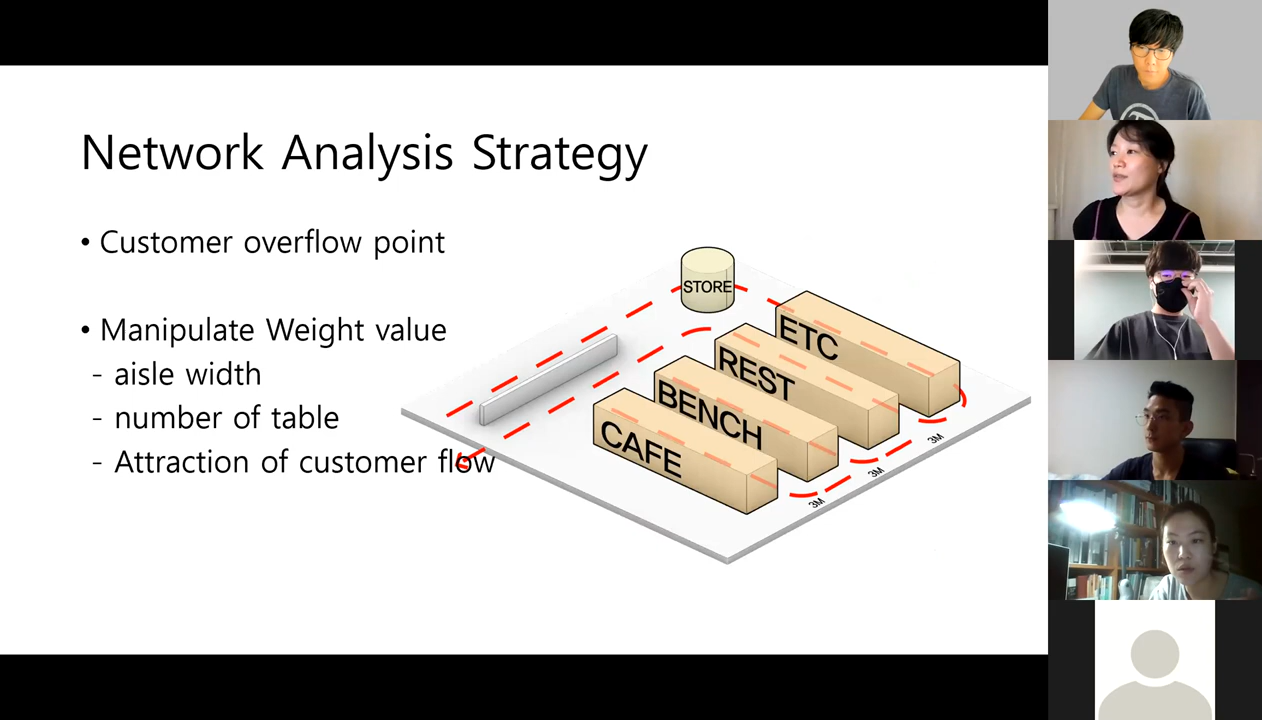 Network Analysis Strategy
• Customer overflow point
• Manipulate Weight value
- aisle width
- number of table
- Attraction of customer flow
STORE
ETC
REST
BENCH
CAFE
3M
3M
3M